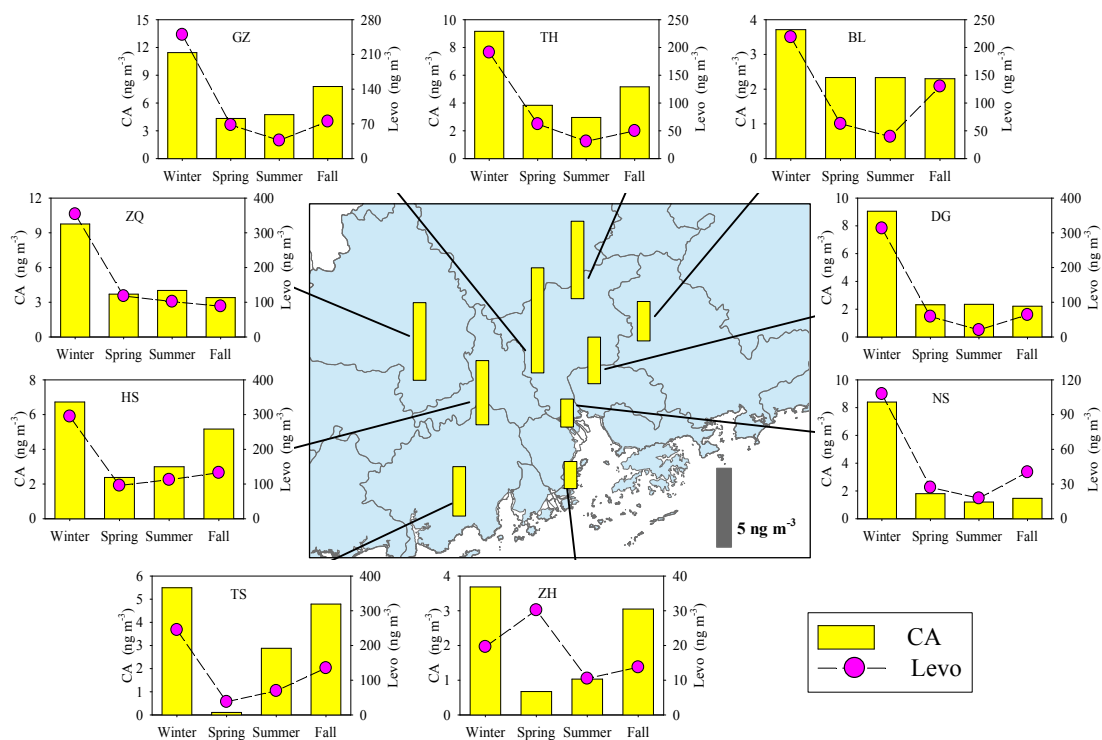 GZ
CA (ng m-3)
15
12
9
6
3
0
Levo (ng m-3)
280
210
140
70
0
Winter Spring Summer Fall
TH
CA (ng m-3)
10
8
6
4
2
0
Levo (ng m-3)
250
200
150
100
50
0
Winter Spring Summer Fall
BL
CA (ng m-3)
4
3
2
1
0
Levo (ng m-3)
250
200
150
100
50
0
Winter Spring Summer Fall
ZQ
CA (ng m-3)
12
9
6
3
0
Levo (ng m-3)
400
300
200
100
0
Winter Spring Summer Fall
DG
CA (ng m-3)
10
8
6
4
2
0
Levo (ng m-3)
400
300
200
100
0
Winter Spring Summer Fall
HS
CA (ng m-3)
8
6
4
2
0
Levo (ng m-3)
400
300
200
100
0
Winter Spring Summer Fall
NS
CA (ng m-3)
10
8
6
4
2
0
Levo (ng m-3)
120
90
60
30
0
Winter Spring Summer Fall
5 ng m-3
TS
CA (ng m-3)
6
5
4
3
2
1
0
Levo (ng m-3)
400
300
200
100
0
Winter Spring Summer Fall
ZH
CA (ng m-3)
4
3
2
1
0
Levo (ng m-3)
40
30
20
10
0
Winter Spring Summer Fall
CA
Levo